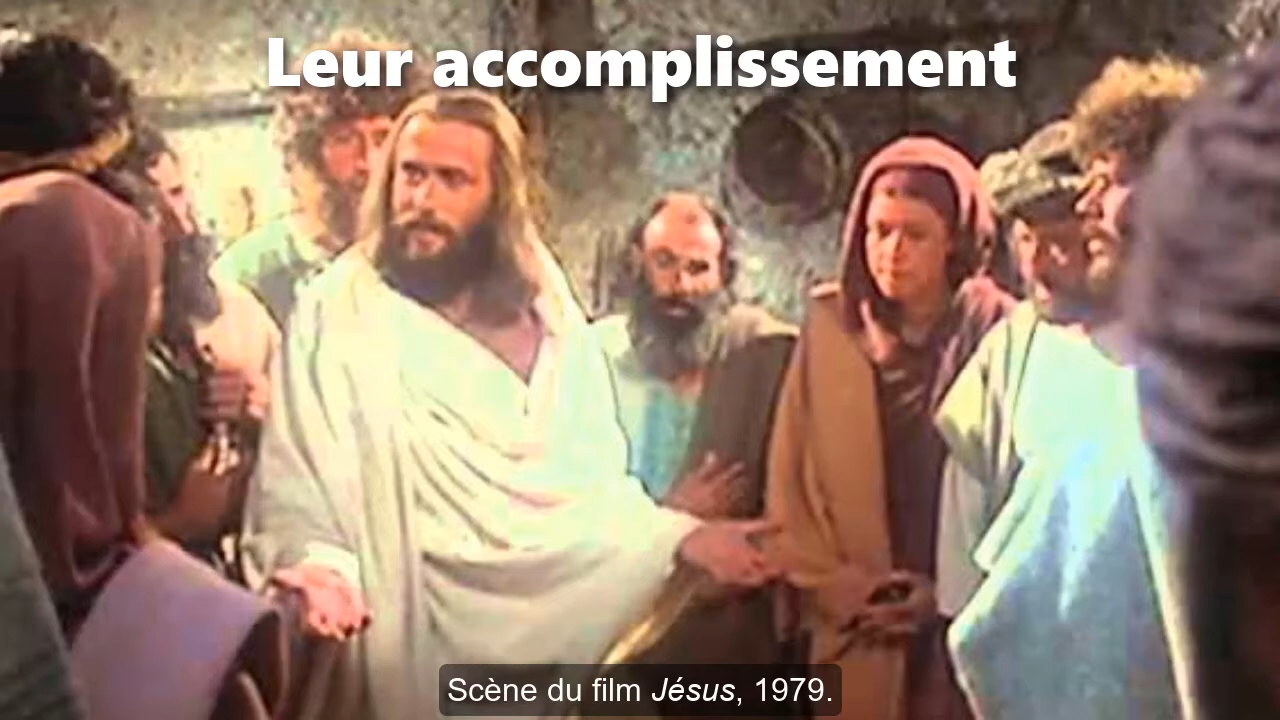 Leur accomplissement
Scène du film Jésus, 1979.